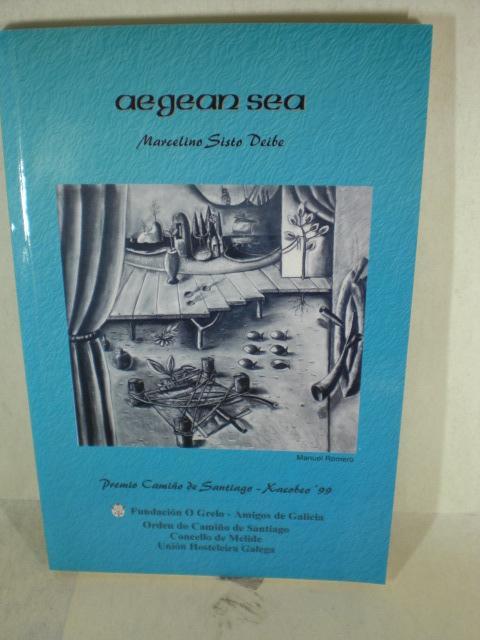 aegean sea
Marcelino Sisto Deibe
Manuel Romero
Premio Camiño de Santiago - Xacobeo '99
Fundación O Grelo - Amigos de Galicia
Orden do Camiño de Santiago
Concello de Melide
Unión Hosteleira Galega